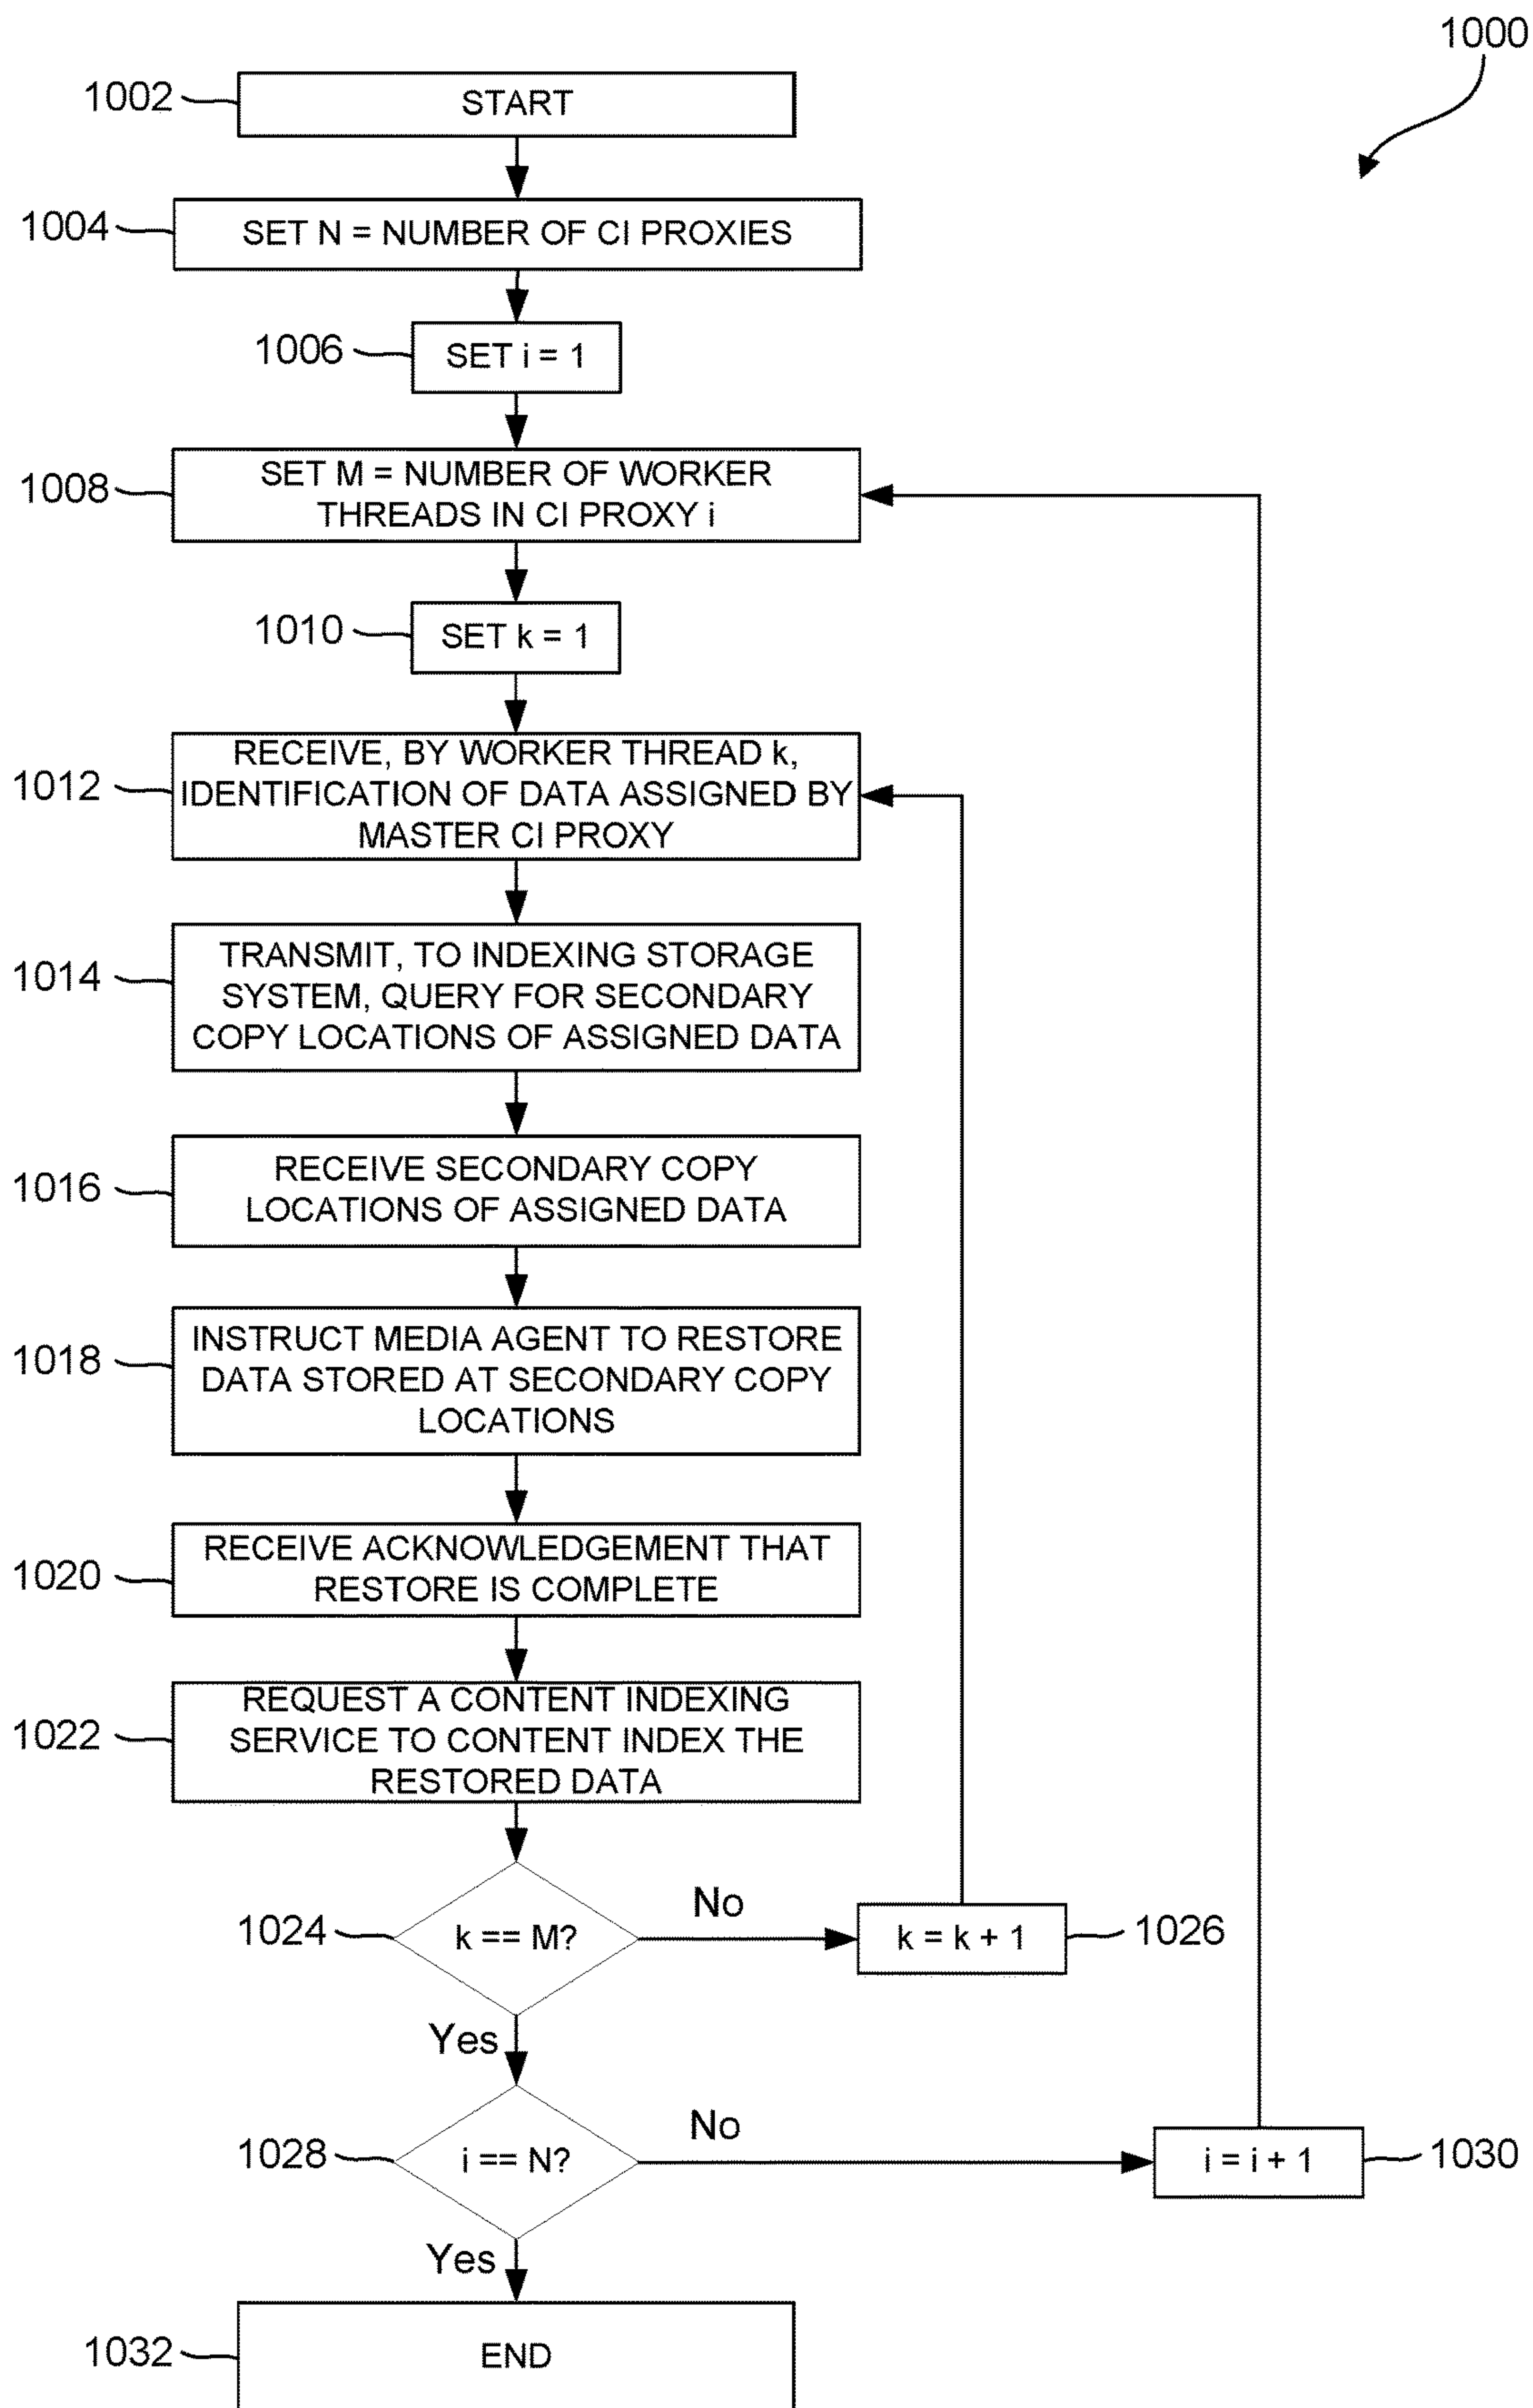 1000
1002
START
1004
SET N = NUMBER OF CI PROXIES
1006
SET i = 1
1008
SET M = NUMBER OF WORKER
THREADS IN CI PROXY i
1010
SET k = 1
1012
RECEIVE, BY WORKER THREAD k,
IDENTIFICATION OF DATA ASSIGNED BY
MASTER CI PROXY
1014
TRANSMIT, TO INDEXING STORAGE
SYSTEM, QUERY FOR SECONDARY
COPY LOCATIONS OF ASSIGNED DATA
1016
RECEIVE SECONDARY COPY
LOCATIONS OF ASSIGNED DATA
1018
INSTRUCT MEDIA AGENT TO RESTORE
DATA STORED AT SECONDARY COPY
LOCATIONS
1020
RECEIVE ACKNOWLEDGEMENT THAT
RESTORE IS COMPLETE
1022
REQUEST A CONTENT INDEXING
SERVICE TO CONTENT INDEX THE
RESTORED DATA
1024
k == M?
No
k = k + 1
1026
Yes
1028
i == N?
No
i = i + 1
1030
Yes
1032
END